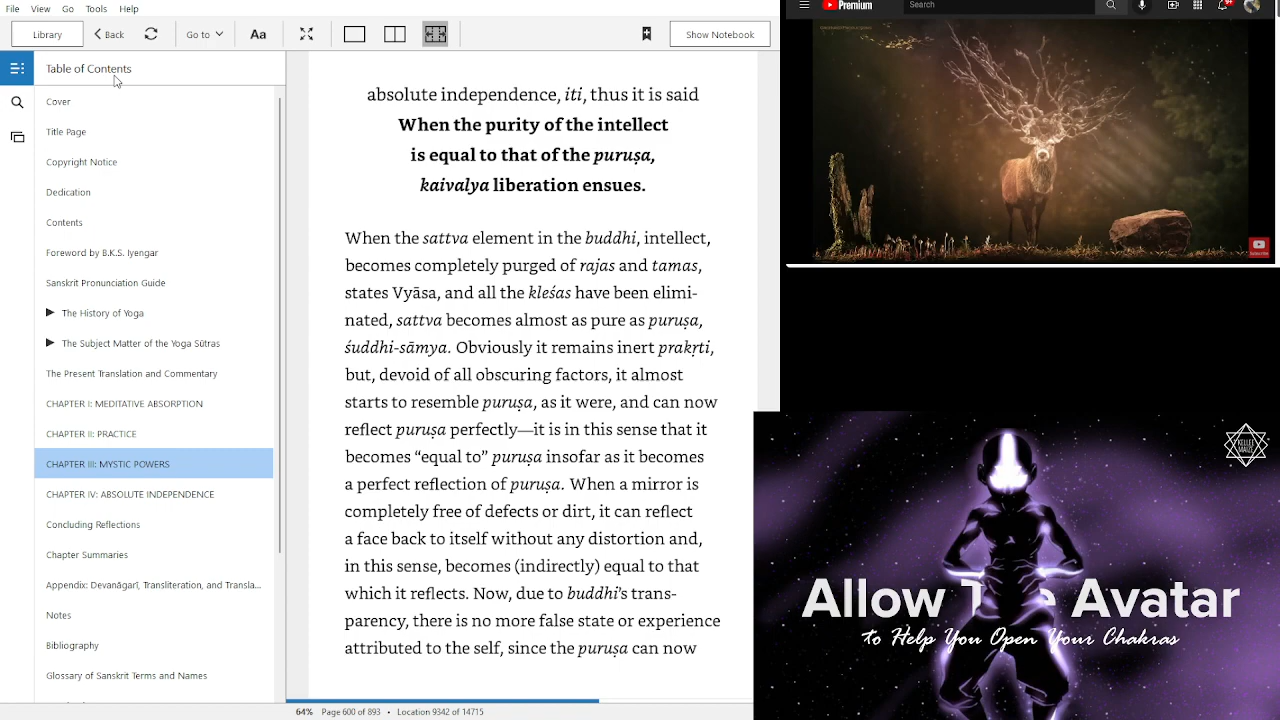 File View Go Tools Help
Library Back Go to Aa Show Notebook
Table of Contents
Cover
Title Page
Copyright Notice
Dedication
Contents
Foreword by B.K.S. Iyengar
Sanskrit Pronunciation Guide
The History of Yoga
The Subject Matter of the Yoga Sūtras
The Present Translation and Commentary
CHAPTER I: MEDITATIVE ABSORPTION
CHAPTER II: PRACTICE
CHAPTER III: MYSTIC POWERS
CHAPTER IV: ABSOLUTE INDEPENDENCE
Concluding Reflections
Chapter Summaries
Appendix: Devanāgarī, Transliteration, and Transla...
Notes
Bibliography
Glossary of Sanskrit Terms and Names
absolute independence, iti, thus it is said
When the purity of the intellect
is equal to that of the puruṣa,
kaivalya liberation ensues.
When the sattva element in the buddhi, intellect,
becomes completely purged of rajas and tamas,
states Vyāsa, and all the kleśas have been elimi-
nated, sattva becomes almost as pure as puruṣa,
śuddhi-sāmya. Obviously it remains inert prakṛti,
but, devoid of all obscuring factors, it almost
starts to resemble puruṣa, as it were, and can now
reflect puruṣa perfectly—it is in this sense that it
becomes “equal to” puruṣa insofar as it becomes
a perfect reflection of puruṣa. When a mirror is
completely free of defects or dirt, it can reflect
a face back to itself without any distortion and,
in this sense, becomes (indirectly) equal to that
which it reflects. Now, due to buddhi’s trans-
parency, there is no more false state or experience
attributed to the self, since the puruṣa can now
64% Page 600 of 893 • Location 9342 of 14715
Premium Search 9+
Subscribe
Allow The Avatar
to Help You Open Your Chakras